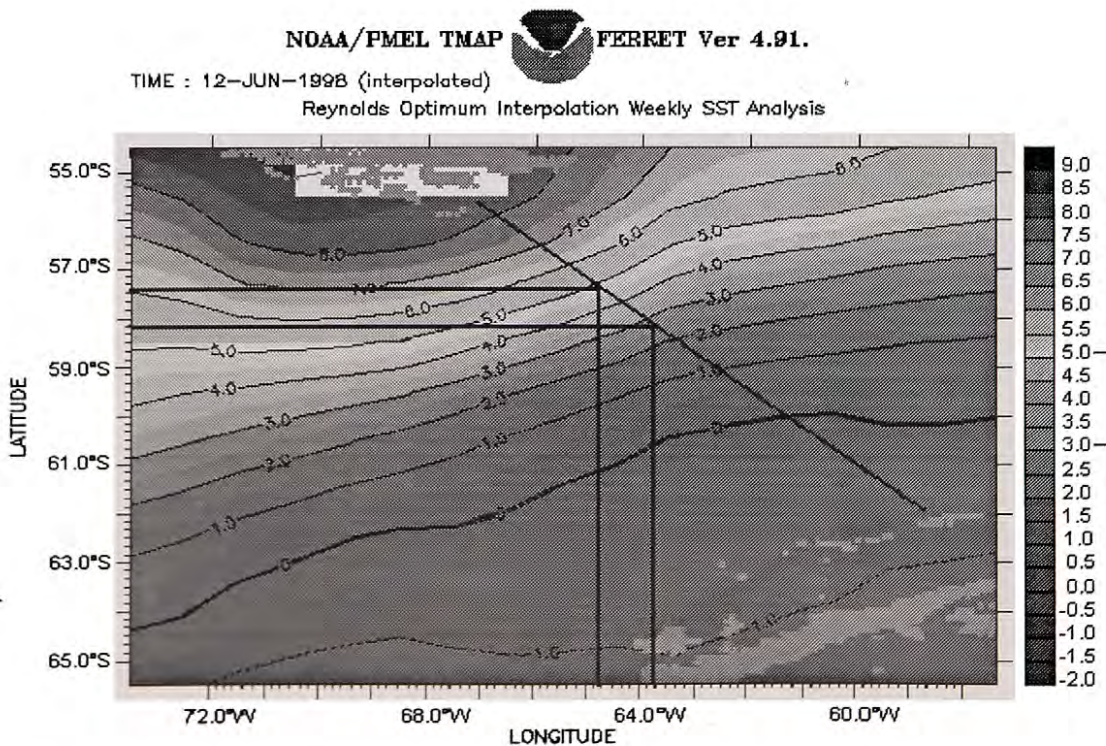 NOAA/PMEL TMAP FERRET Ver 4.91.
TIME : 12-JUN-1998 (interpolated)
Reynolds Optimum Interpolation Weekly SST Analysis
55.0°S
57.0°S
59.0°S
61.0°S
63.0°S
65.0°S
LATITUDE
72.0°W 68.0°W 64.0°W 60.0°W
LONGITUDE
6.0
8.0 7.0 6.0 5.0
4.0
6.0 5.0 3.0
5.0 4.0 2.0
4.0 3.0 1.0
3.0 2.0
2.0 1.0 0
1.0 0
0
1.0 1.0
9.0
8.5
8.0
7.5
7.0
6.5
6.0
5.5
5.0
4.5
4.0
3.5
3.0
2.5
2.0
1.5
1.0
0.5
0.0
-0.5
-1.0
-1.5
-2.0